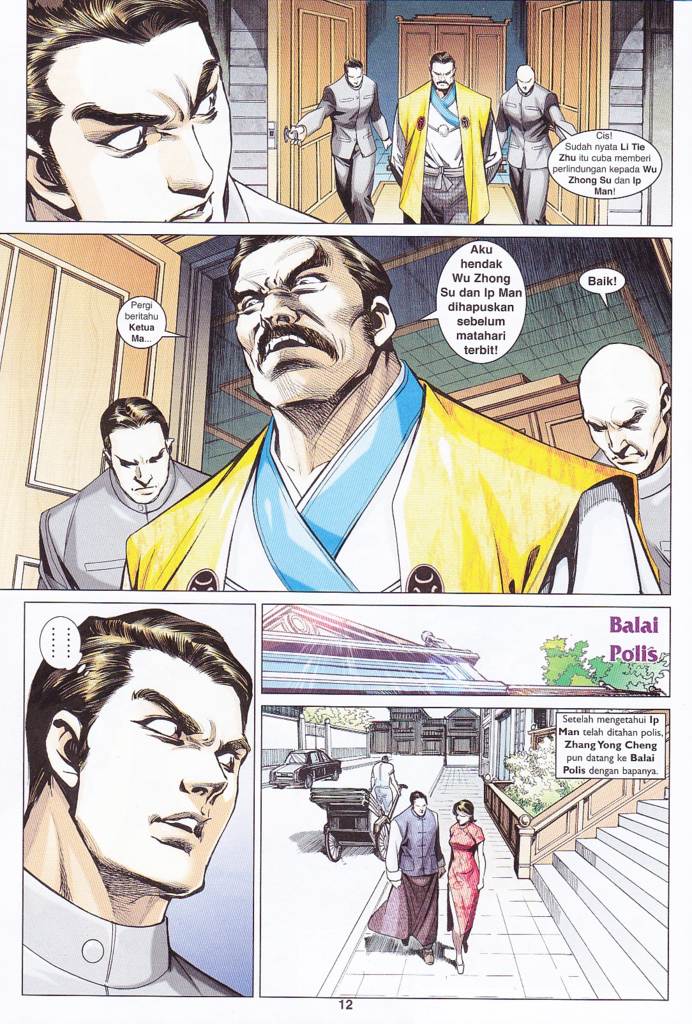 Cis!
Sudah nyata Li Tie
Zhu itu cuba memberi
perlindungan kepada Wu
Zhong Su dan Ip
Man!
Pergi
beritahu
Ketua
Ma...
Aku
hendak
Wu Zhong
Su dan Ip Man
dihapuskan
sebelum
matahari
terbit!
Baik!
Balai
Polis
Setelah mengetahui Ip
Man telah ditahan polis,
Zhang Yong Cheng
pun datang ke Balai
Polis dengan bapanya.
12